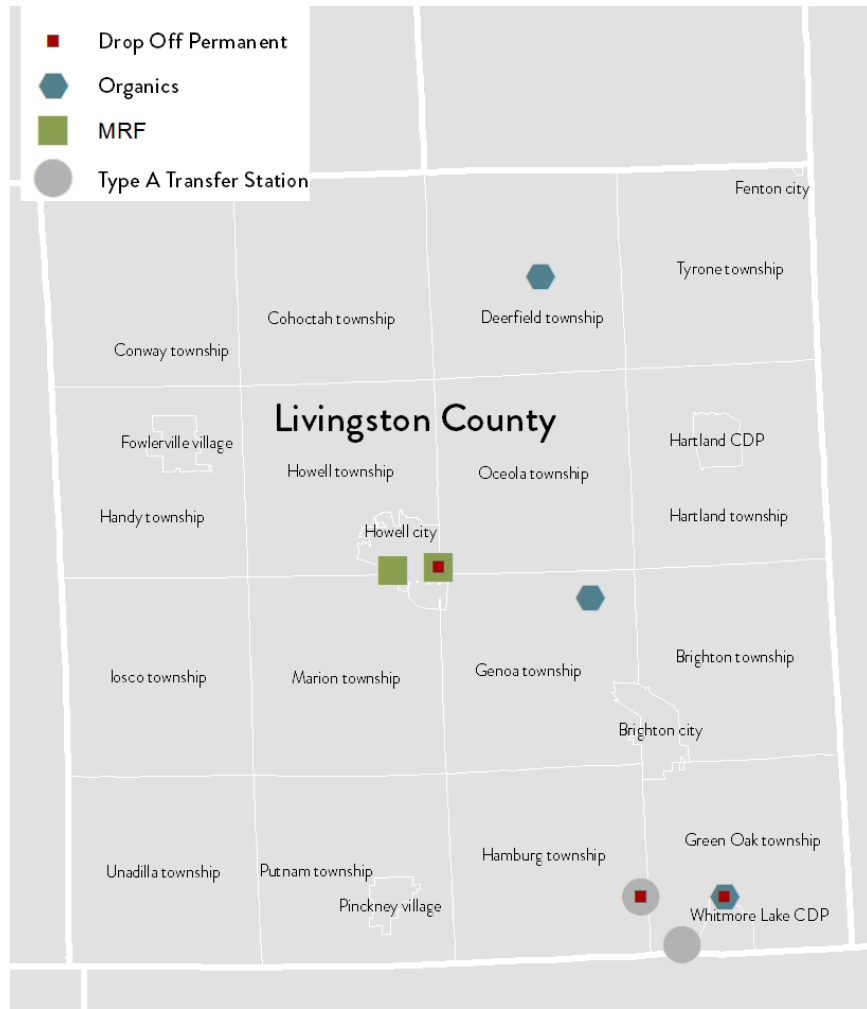 Drop Off Permanent
Organics
MRF
Type A Transfer Station
Fenton city
Tyrone township
Cohoctah township
Deerfield township
Conway township
Livingston County
Fowlerville village
Hartland CDP
Howell township
Oceola township
Handy township
Hartland township
Howell city
Iosco township
Marion township
Genoa township
Brighton township
Brighton city
Unadilla township
Putnam township
Hamburg township
Green Oak township
Pinckney village
Whitmore Lake CDP